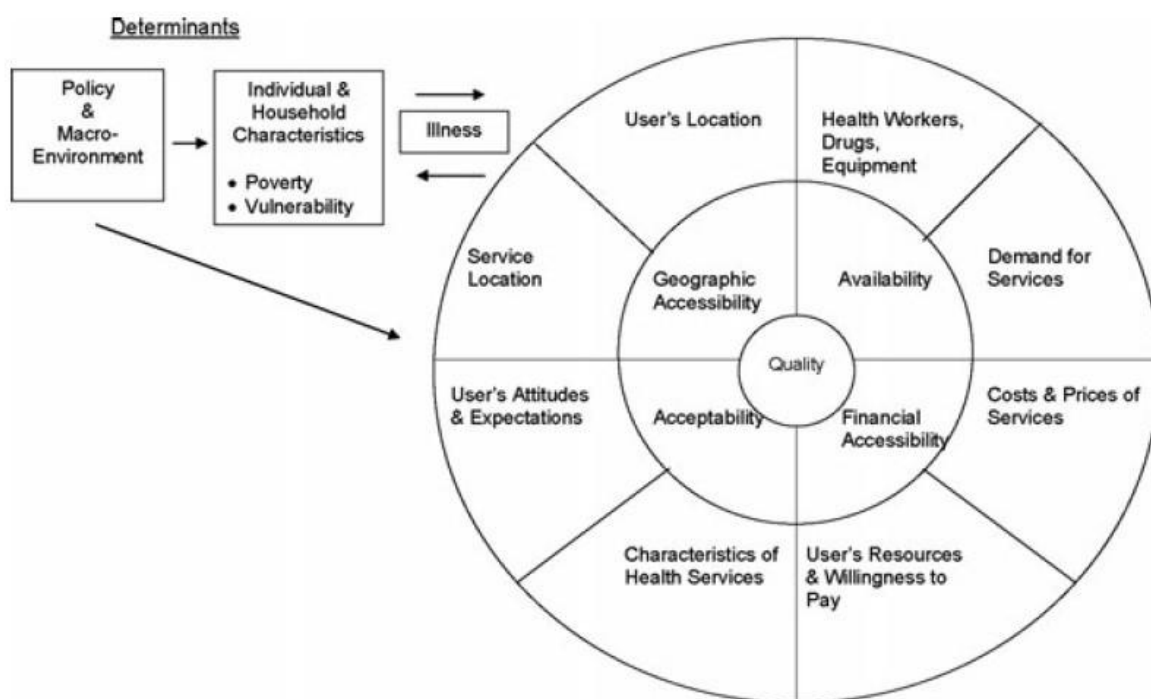 Determinants
Policy
&
Macro-
Environment
Individual &
Household
Characteristics
• Poverty
• Vulnerability
Illness
User's Location
Health Workers,
Drugs,
Equipment
Service
Location
Geographic
Accessibility
Availability
Demand for
Services
Quality
User's Attitudes
& Expectations
Acceptability
Financial
Accessibility
Costs & Prices of
Services
Characteristics of
Health Services
User's Resources
& Willingness to
Pay